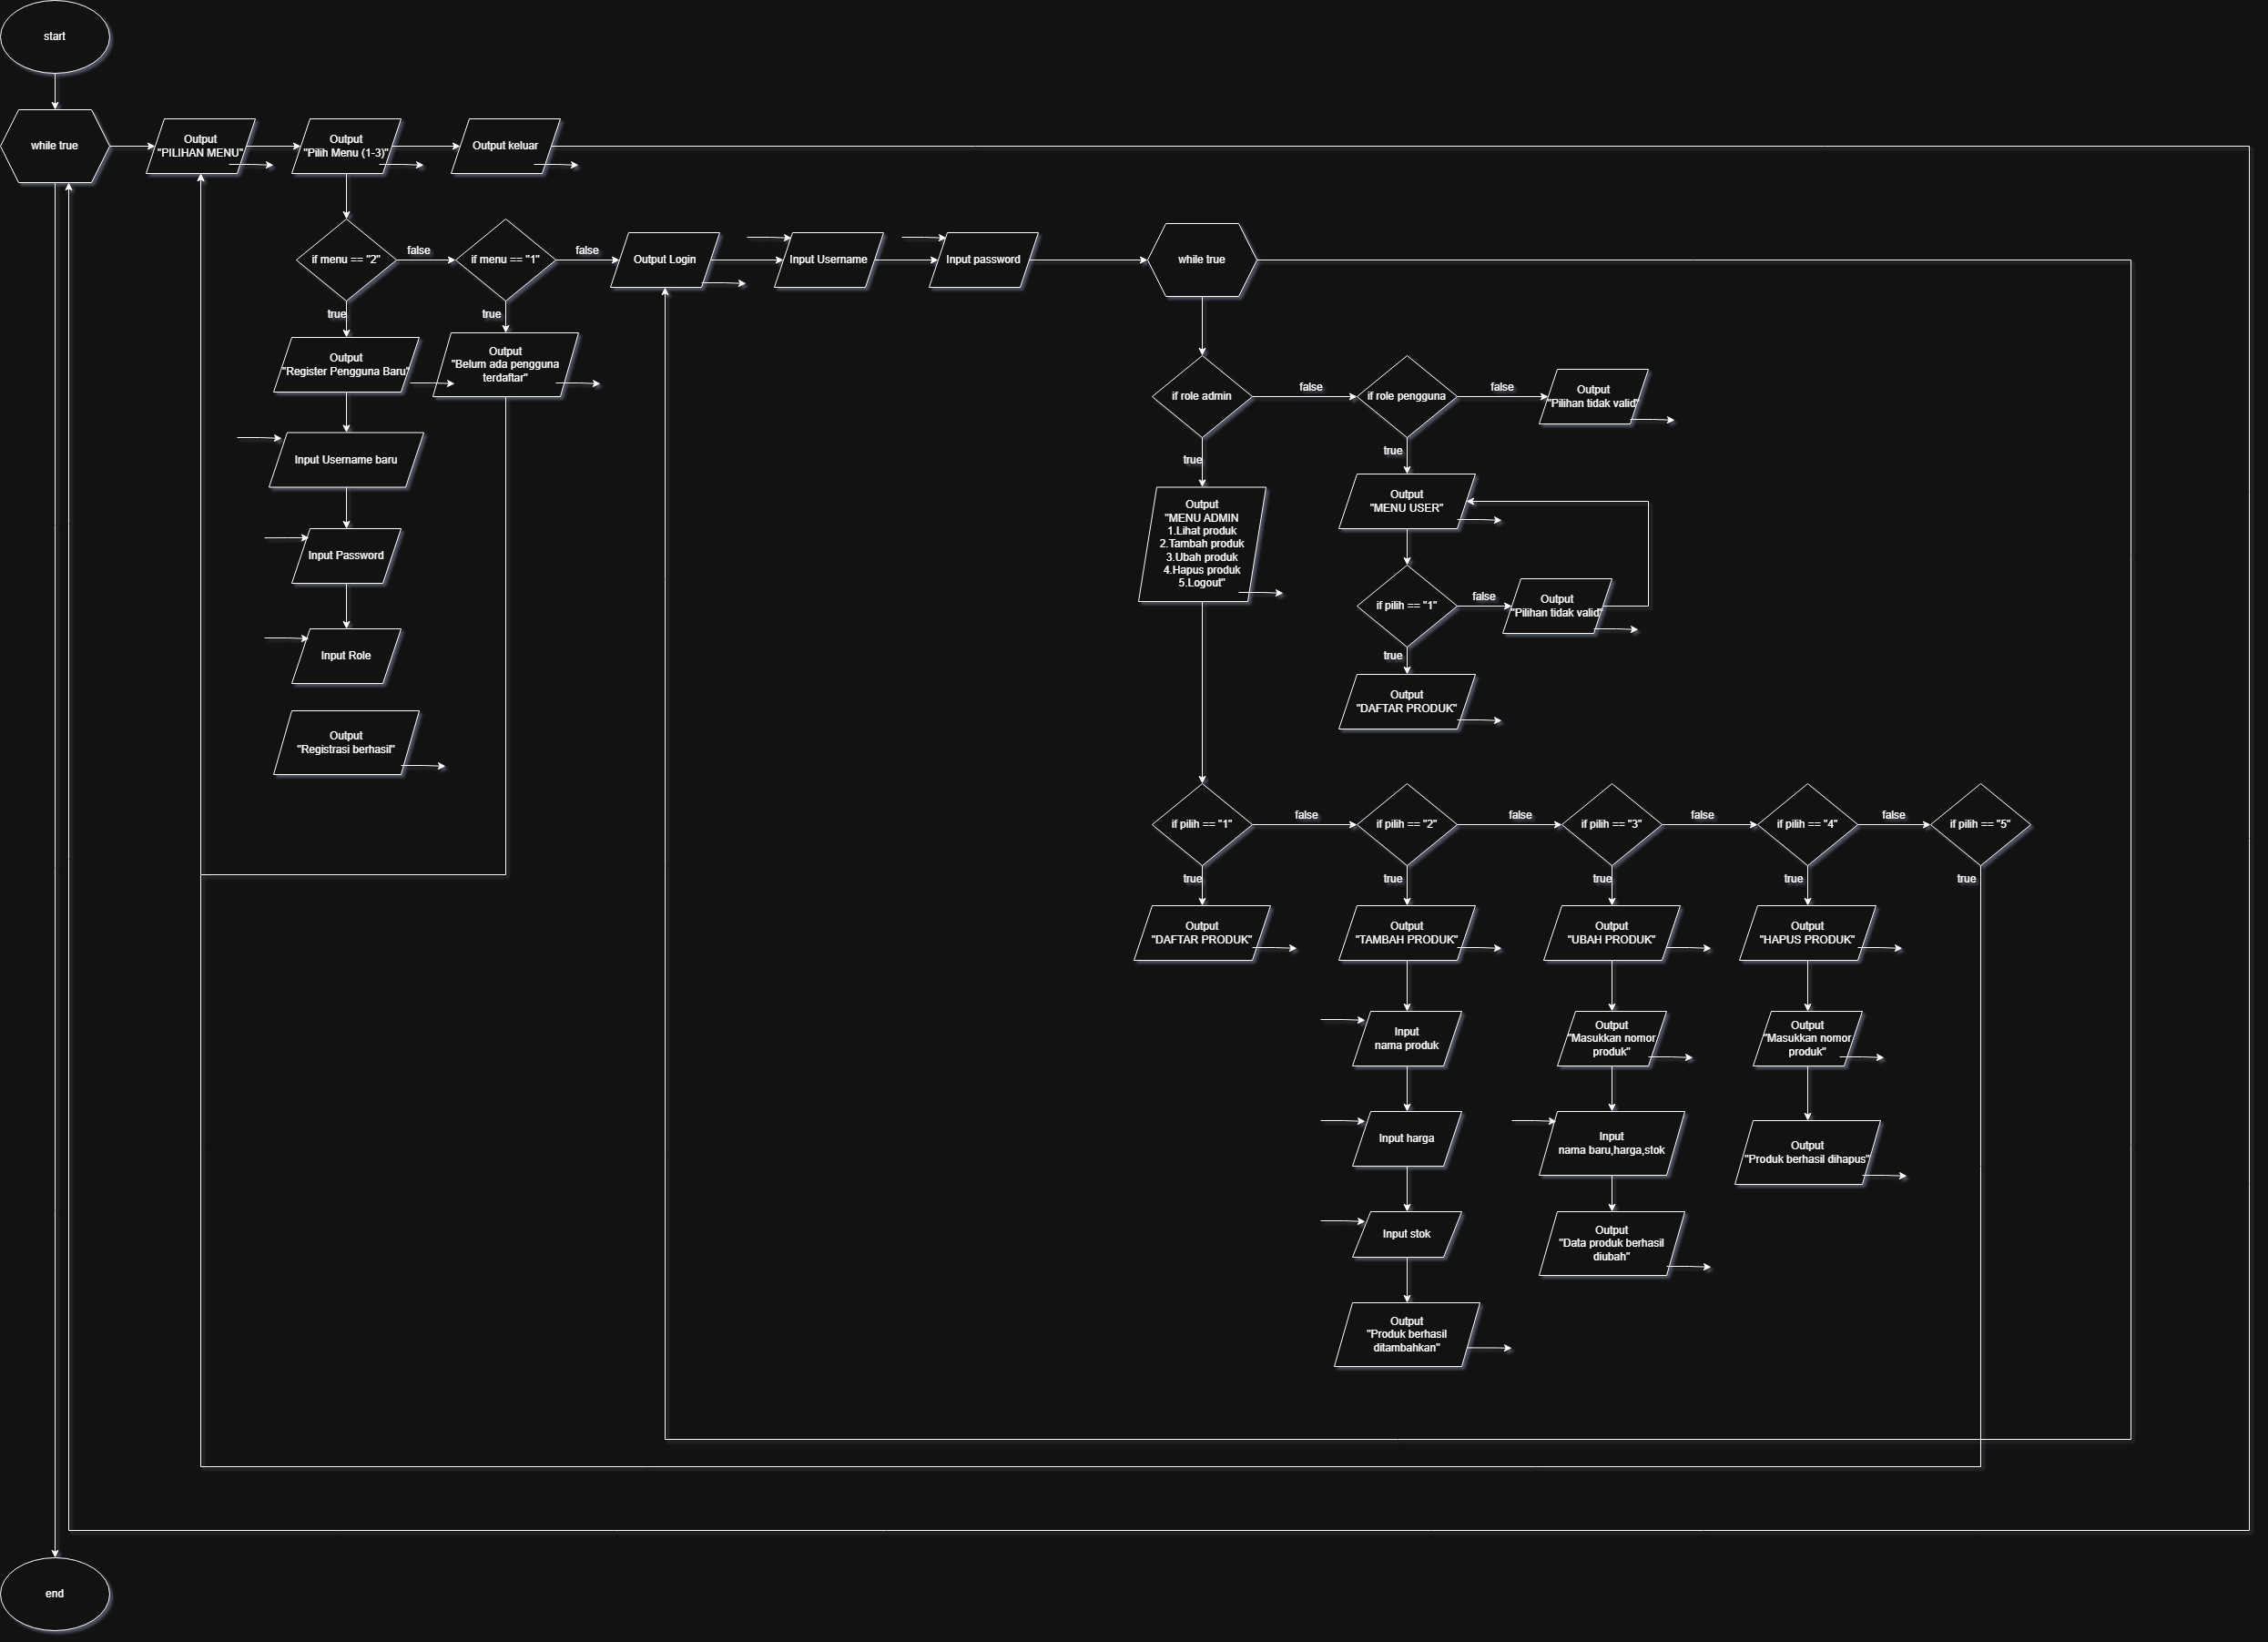 start
while true
Output
"PILIHAN MENU"
Output
"Pilih Menu (1-3)"
Output keluar
if menu == "2"
false
if menu == "1"
false
Output Login
Input Username
Input password
while true
true
true
Output
"Register Pengguna Baru"
Output
"Belum ada pengguna
terdaftar"
if role admin
false
if role pengguna
false
Output
"Pilihan tidak valid"
Input Username baru
true
true
Output
"MENU ADMIN
1.Lihat produk
2.Tambah produk
3.Ubah produk
4.Hapus produk
5.Logout"
Output
"MENU USER"
Input Password
if pilih == "1"
false
Output
"Pilihan tidak valid"
Input Role
true
Output
"DAFTAR PRODUK"
Output
"Registrasi berhasil"
if pilih == "1"
false
if pilih == "2"
false
if pilih == "3"
false
if pilih == "4"
false
if pilih == "5"
true
true
true
true
true
Output
"DAFTAR PRODUK"
Output
"TAMBAH PRODUK"
Output
"UBAH PRODUK"
Output
"HAPUS PRODUK"
Input
nama produk
Output
"Masukkan nomor
produk"
Output
"Masukkan nomor
produk"
Input harga
Input
nama baru,harga,stok
Output
"Produk berhasil dihapus"
Input stok
Output
"Data produk berhasil
diubah"
Output
"Produk berhasil
ditambahkan"
end